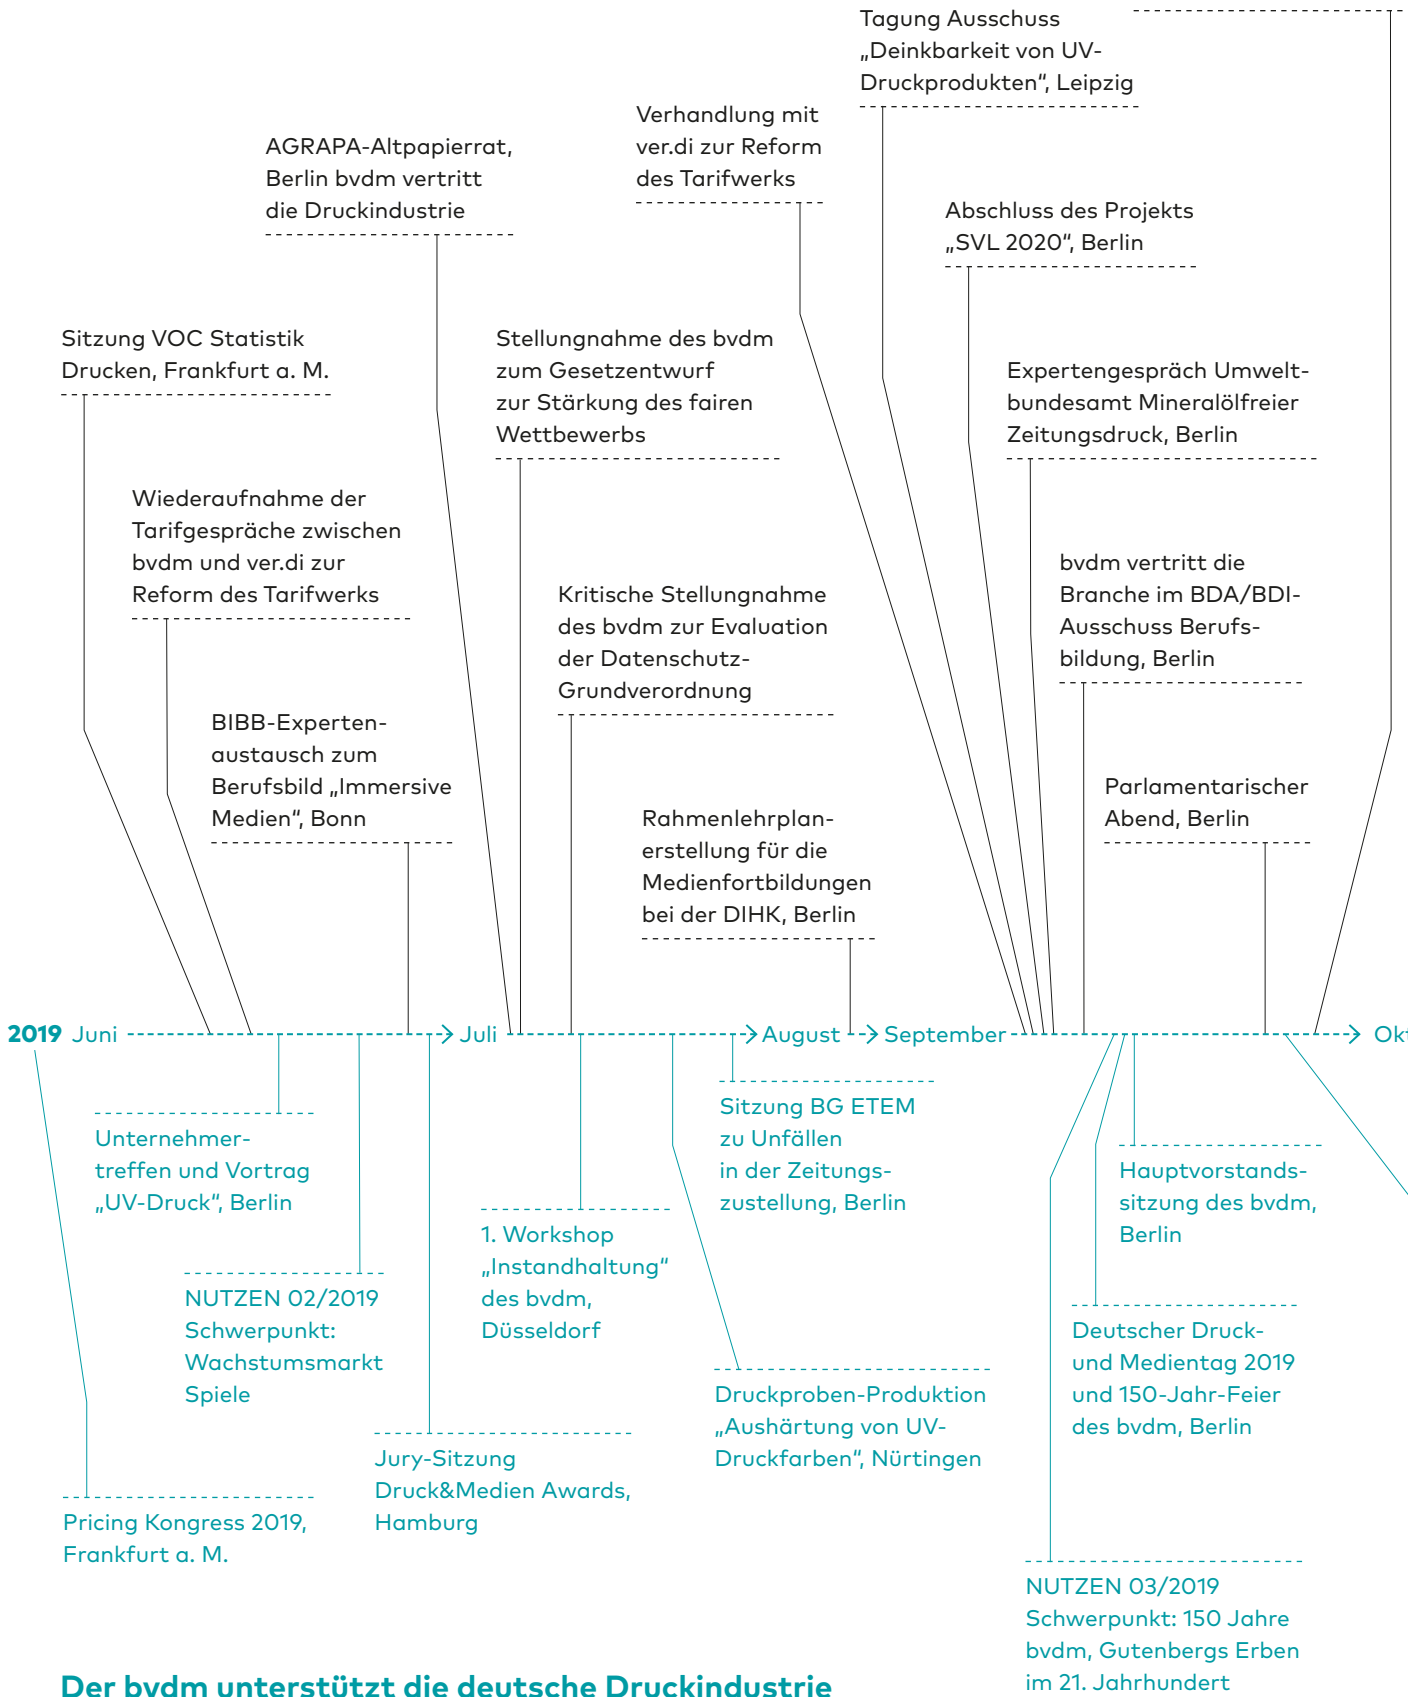 Tagung Ausschuss
„Deinkbarkeit von UV-
Druckprodukten“, Leipzig
Verhandlung mit
ver.di zur Reform
des Tarifwerks
AGRAPA-Altpapierrat,
Berlin bvdm vertritt
die Druckindustrie
Abschluss des Projekts
„SVL 2020“, Berlin
Sitzung VOC Statistik
Drucken, Frankfurt a. M.
Stellungnahme des bvdm
zum Gesetzentwurf
zur Stärkung des fairen
Wettbewerbs
Expertengespräch Umwelt-
bundesamt Mineralölfreier
Zeitungsdruck, Berlin
Wiederaufnahme der
Tarifgespräche zwischen
bvdm und ver.di zur
Reform des Tarifwerks
bvdm vertritt die
Branche im BDA/BDI-
Ausschuss Berufs-
bildung, Berlin
Kritische Stellungnahme
des bvdm zur Evaluation
der Datenschutz-
Grundverordnung
BIBB-Experten-
austausch zum
Berufsbild „Immersive
Medien“, Bonn
Parlamentarischer
Abend, Berlin
Rahmenlehrplan-
erstellung für die
Medienfortbildungen
bei der DIHK, Berlin
2019 Juni Juli August September Okt
Unternehmer-
treffen und Vortrag
„UV-Druck“, Berlin
Sitzung BG ETEM
zu Unfällen
in der Zeitungs-
zustellung, Berlin
Hauptvorstands-
sitzung des bvdm,
Berlin
1. Workshop
„Instandhaltung“
des bvdm,
Düsseldorf
NUTZEN 02/2019
Schwerpunkt:
Wachstumsmarkt
Spiele
Deutscher Druck-
und Medientag 2019
und 150-Jahr-Feier
des bvdm, Berlin
Druckproben-Produktion
„Aushärtung von UV-
Druckfarben“, Nürtingen
Jury-Sitzung
Druck&Medien Awards,
Hamburg
Pricing Kongress 2019,
Frankfurt a. M.
NUTZEN 03/2019
Schwerpunkt: 150 Jahre
bvdm, Gutenbergs Erben
im 21. Jahrhundert
Der bvdm unterstützt die deutsche Druckindustrie